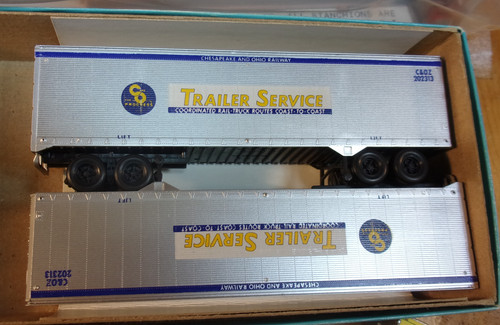 CHESAPEAKE AND OHIO RAILWAY
C&OZ
202313
C&O
PROGRESS
TRAILER SERVICE
COORDINATED RAIL-TRUCK ROUTES COAST-TO-COAST
LIFT
LIFT
LIFT
LIFT
COORDINATED RAIL-TRUCK ROUTES COAST TO COAST
TRAILER SERVICE
C&O
C&OZ
202313
CHESAPEAKE AND OHIO RAILWAY